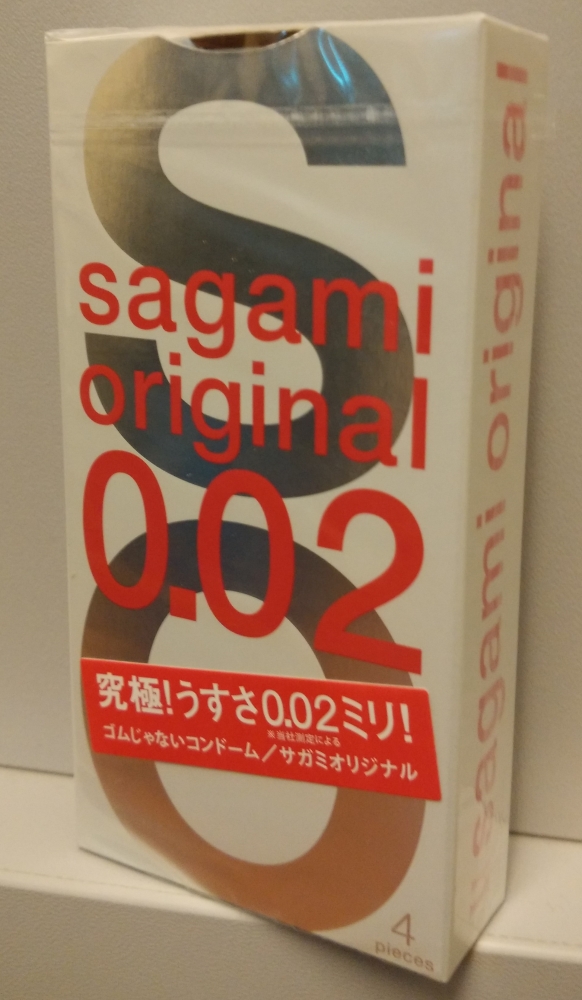 SO
sagami
original
0.02
究極!うすさ0.02ミリ!
※当社測定による
ゴムじゃないコンドーム/サガミオリジナル
4
pieces
sagami original